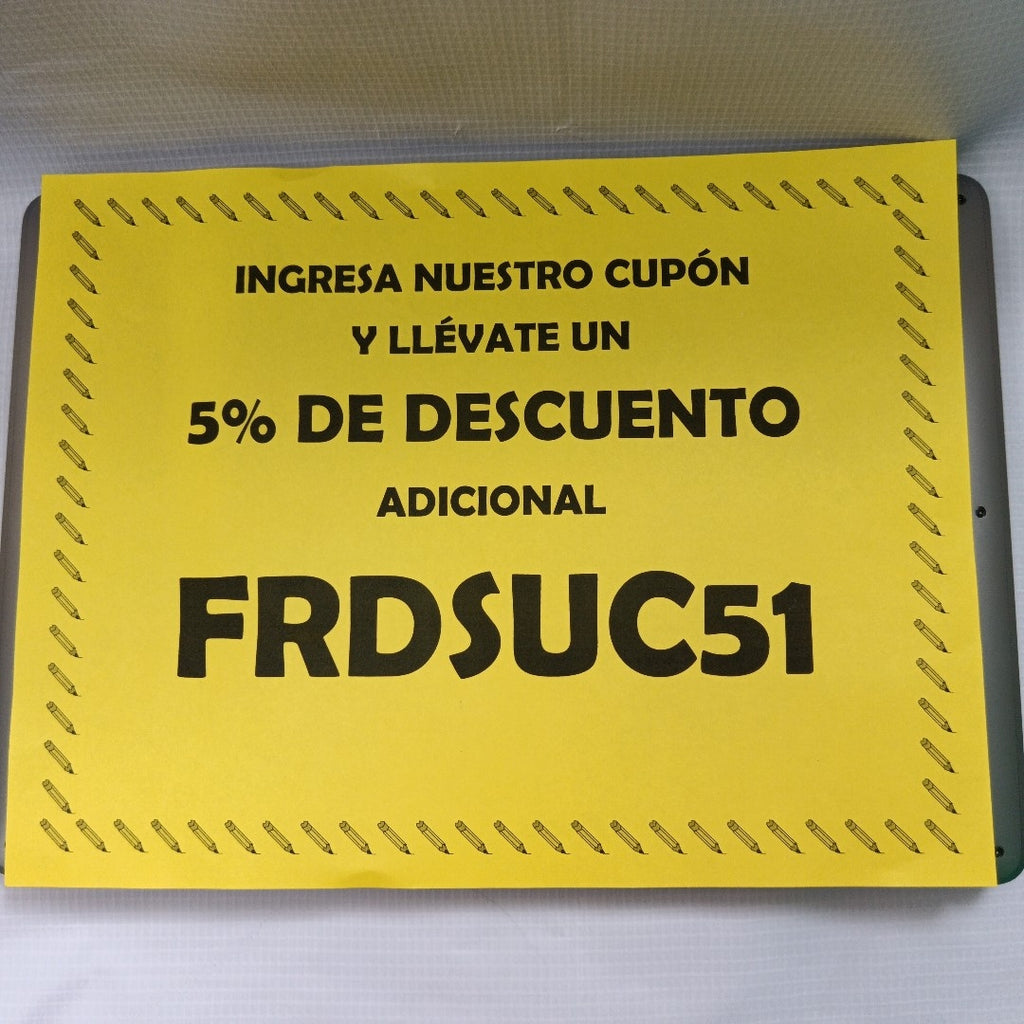 INGRESA NUESTRO CUPÓN
Y LLÉVATE UN
5% DE DESCUENTO
ADICIONAL
FRDSUC51